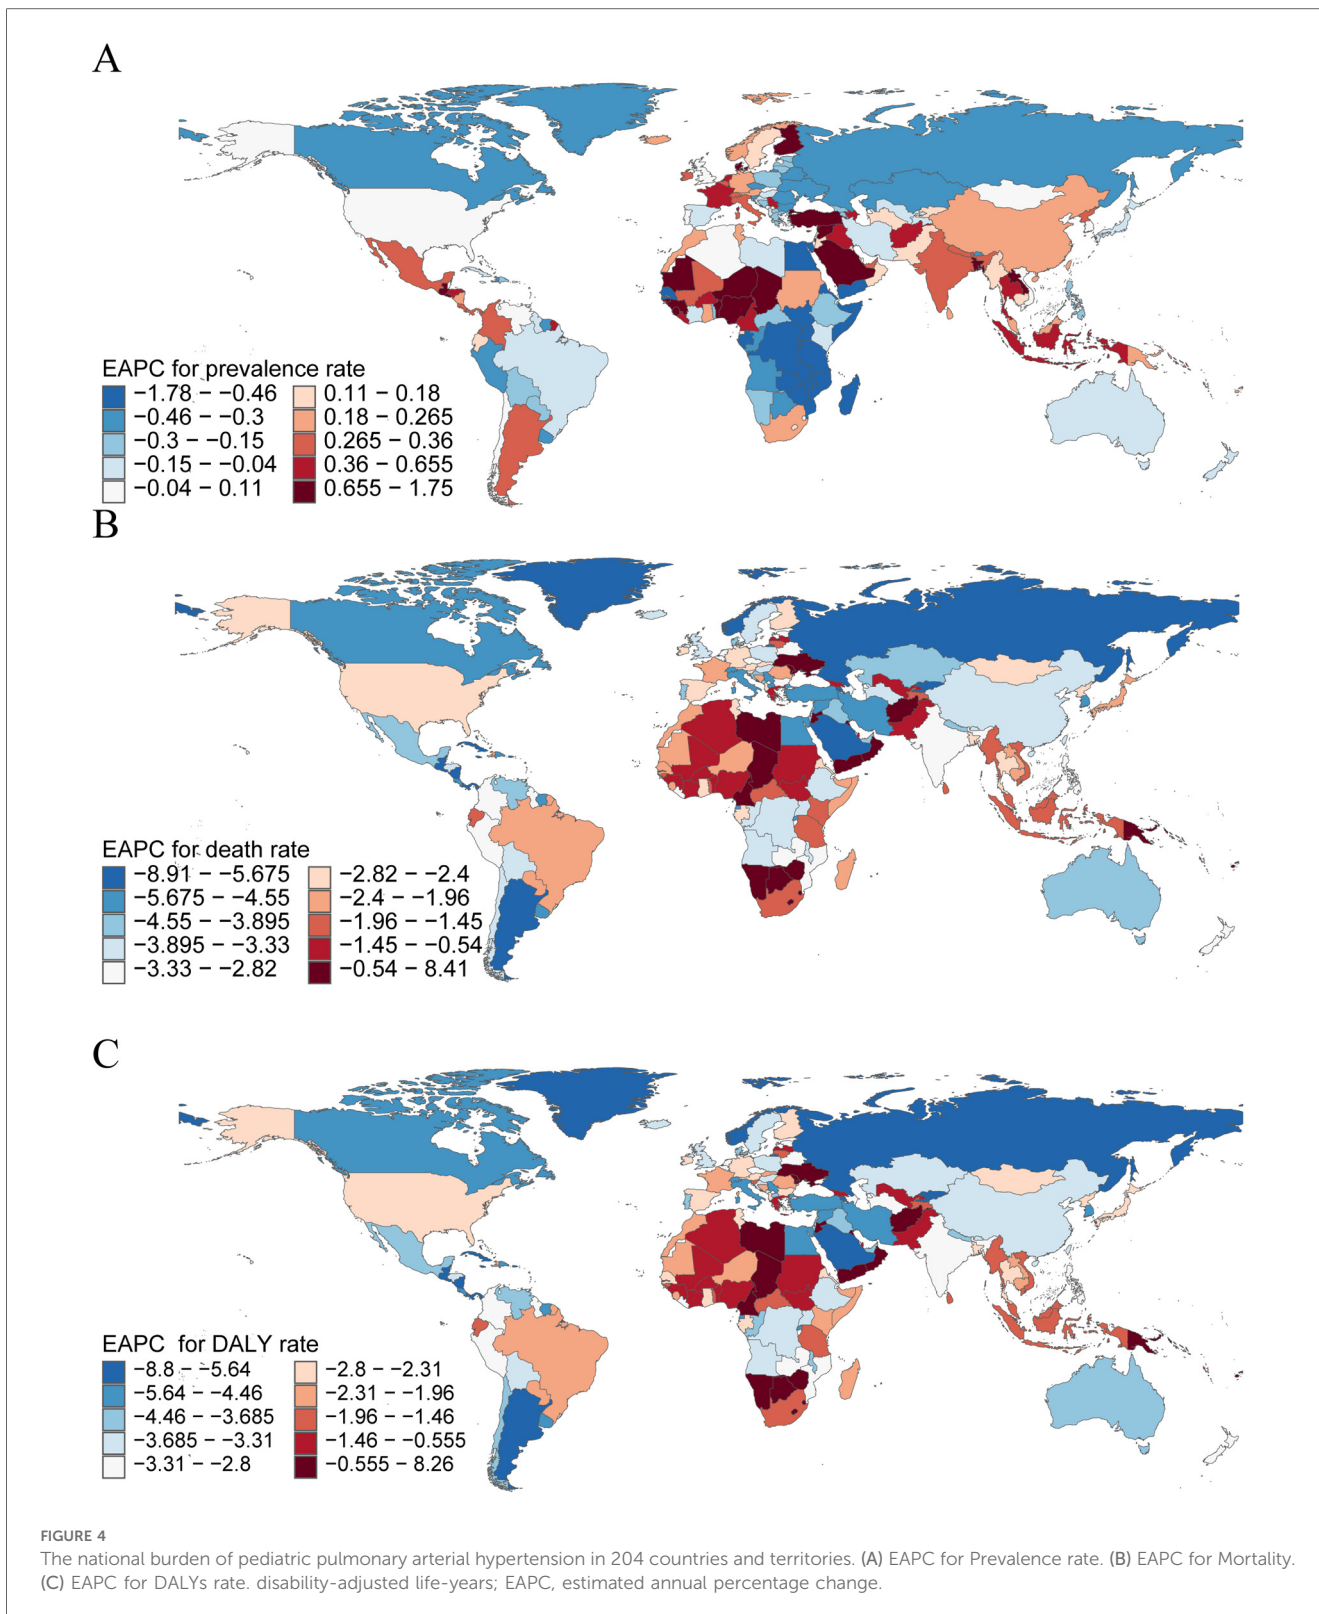 A
EAPC for prevalence rate
−1.78 – −0.46
−0.46 – −0.3
−0.3 – −0.15
−0.15 – −0.04
−0.04 – 0.11
0.11 – 0.18
0.18 – 0.265
0.265 – 0.36
0.36 – 0.655
0.655 – 1.75
B
EAPC for death rate
−8.91 – −5.675
−5.675 – −4.55
−4.55 – −3.895
−3.895 – −3.33
−3.33 – −2.82
−2.82 – −2.4
−2.4 – −1.96
−1.96 – −1.45
−1.45 – −0.54
−0.54 – 8.41
C
EAPC for DALY rate
−8.8 – −5.64
−5.64 – −4.46
−4.46 – −3.685
−3.685 – −3.31
−3.31 – −2.8
−2.8 – −2.31
−2.31 – −1.96
−1.96 – −1.46
−1.46 – −0.555
−0.555 – 8.26
FIGURE 4
The national burden of pediatric pulmonary arterial hypertension in 204 countries and territories. (A) EAPC for Prevalence rate. (B) EAPC for Mortality.
(C) EAPC for DALYs rate. disability-adjusted life-years; EAPC, estimated annual percentage change.